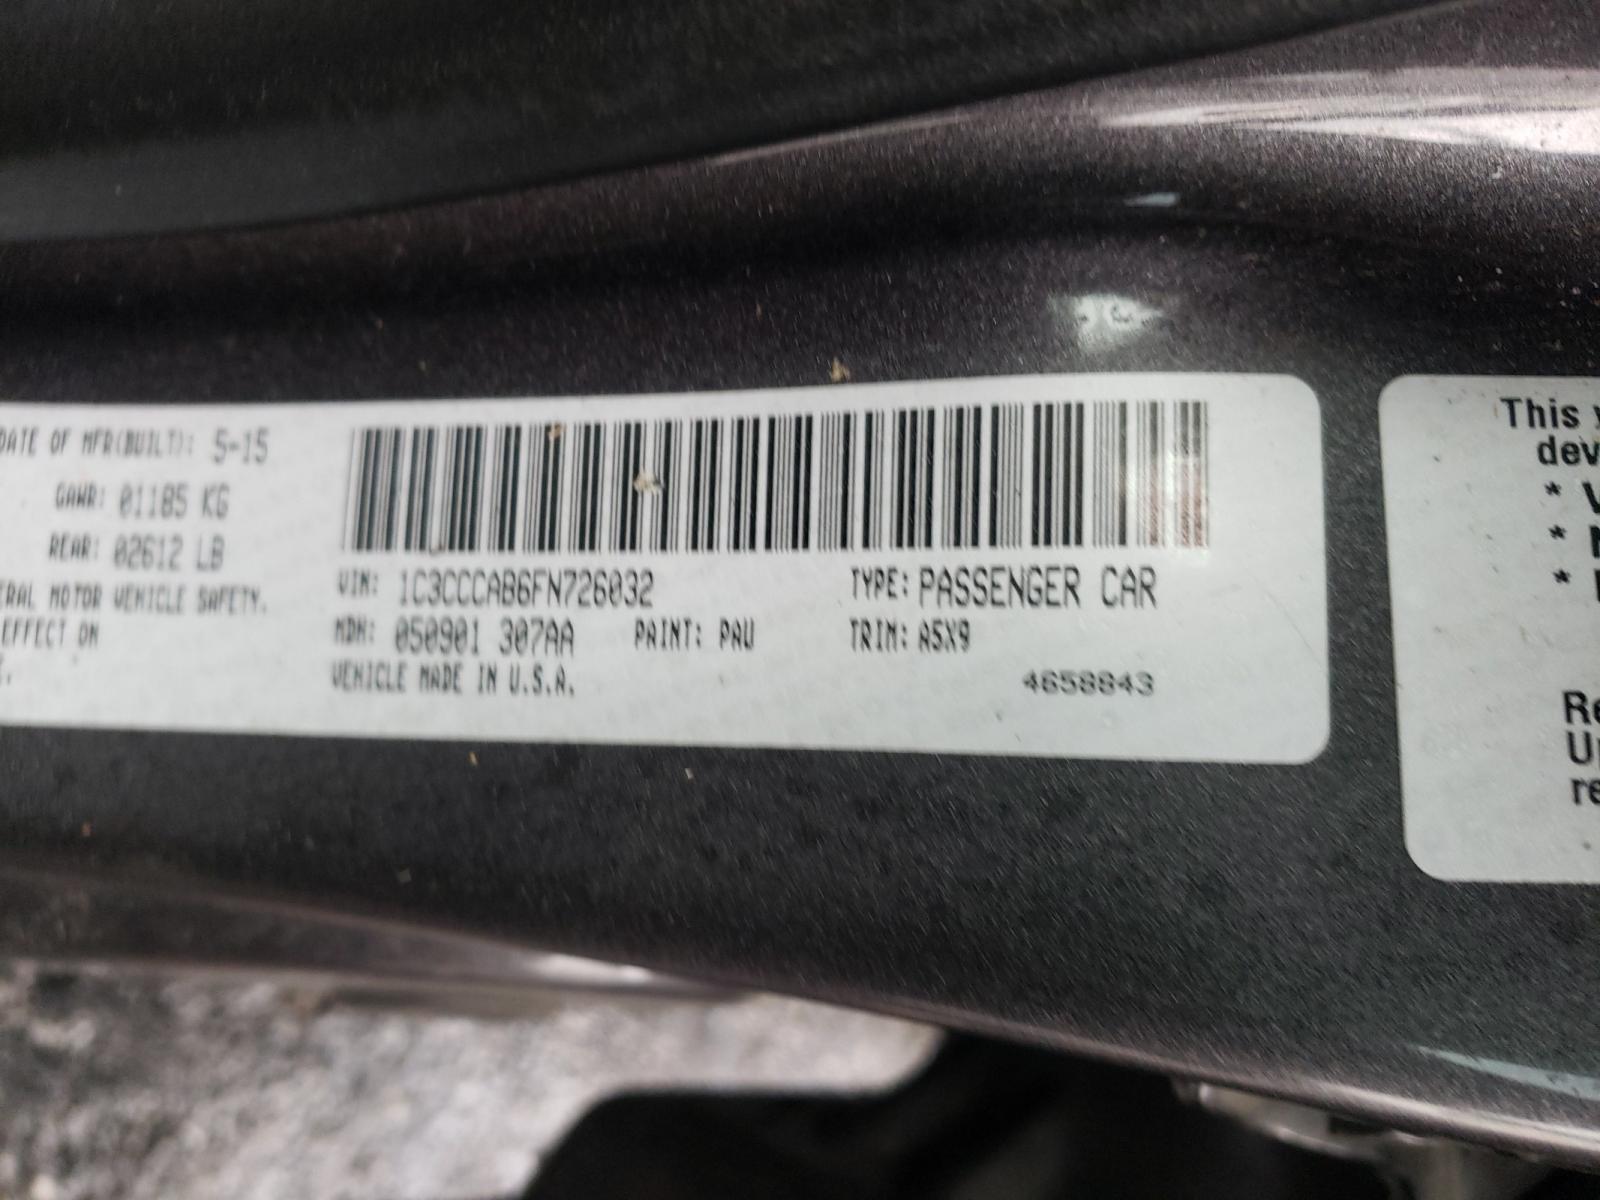 DATE OF MFR(BUILT): 5-15
GAWR: 01185 KG
REAR: 02612 LB
ERAL MOTOR VEHICLE SAFETY.
EFFECT ON
VIN: 1C3CCCAB6FN726032
TYPE: PASSENGER CAR
MDH: 050901 307AA
PAINT: PAU
TRIM: A5X9
VEHICLE MADE IN U.S.A.
4658843
This
dev
* V
*
*
Re
Up
re